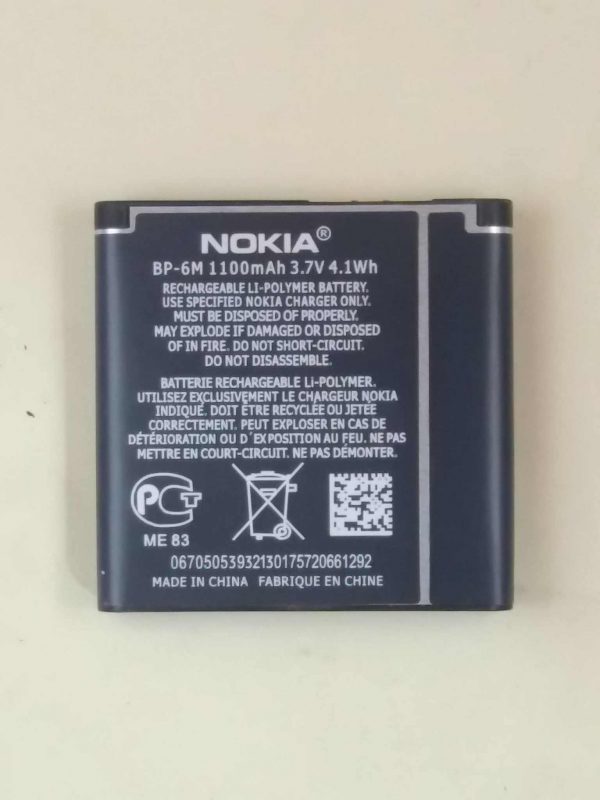 NOKIA®
BP-6M 1100mAh 3.7V 4.1Wh
RECHARGEABLE LI-POLYMER BATTERY.
USE SPECIFIED NOKIA CHARGER ONLY.
MUST BE DISPOSED OF PROPERLY.
MAY EXPLODE IF DAMAGED OR DISPOSED
OF IN FIRE. DO NOT SHORT-CIRCUIT.
DO NOT DISASSEMBLE.
BATTERIE RECHARGEABLE Li-POLYMER.
UTILISEZ EXCLUSIVEMENT LE CHARGEUR NOKIA
INDIQUÉ. DOIT ÊTRE RECYCLÉE OU JETÉE
CORRECTEMENT. PEUT EXPLOSER EN CAS DE
DÉTÉRIORATION OU D´EXPOSITION AU FEU. NE PAS
METTRE EN COURT-CIRCUIT. NE PAS DÉMONTER.
PCT
ME 83
06705053932130175720661292
MADE IN CHINA FABRIQUE EN CHINE